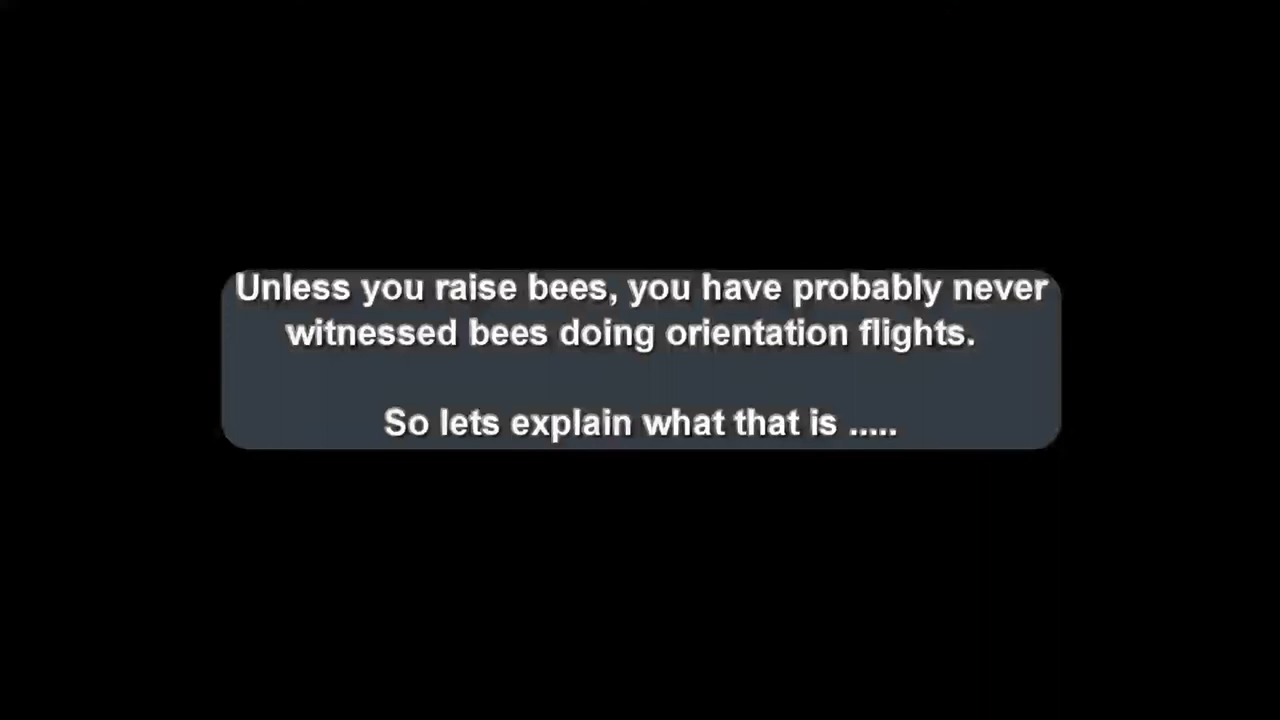 Unless you raise bees, you have probably never
witnessed bees doing orientation flights.
So lets explain what that is .....